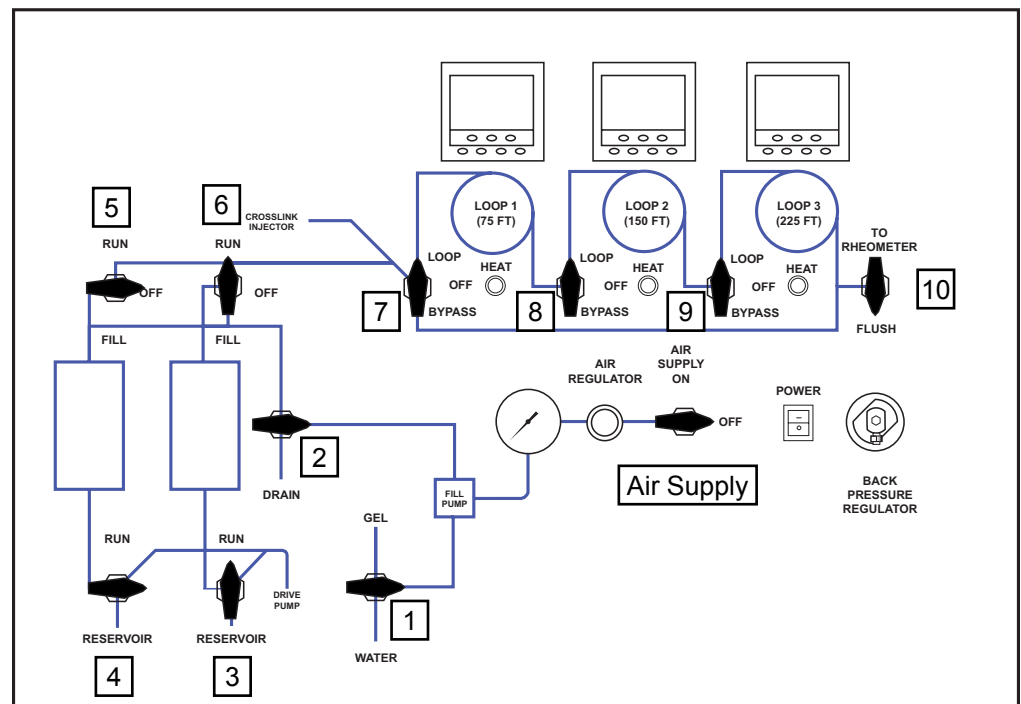 5
6
RUN
RUN
CROSSLINK
INJECTOR
OFF
OFF
FILL
FILL
LOOP 1
(75 FT)
LOOP 2
(150 FT)
LOOP 3
(225 FT)
LOOP
HEAT
OFF
BYPASS
7
LOOP
HEAT
OFF
BYPASS
8
LOOP
HEAT
OFF
BYPASS
9
TO
RHEOMETER
10
FLUSH
2
DRAIN
AIR
REGULATOR
AIR
SUPPLY
ON
OFF
Air Supply
POWER
BACK
PRESSURE
REGULATOR
FILL
PUMP
GEL
1
WATER
RUN
RUN
DRIVE
PUMP
RESERVOIR
RESERVOIR
4
3